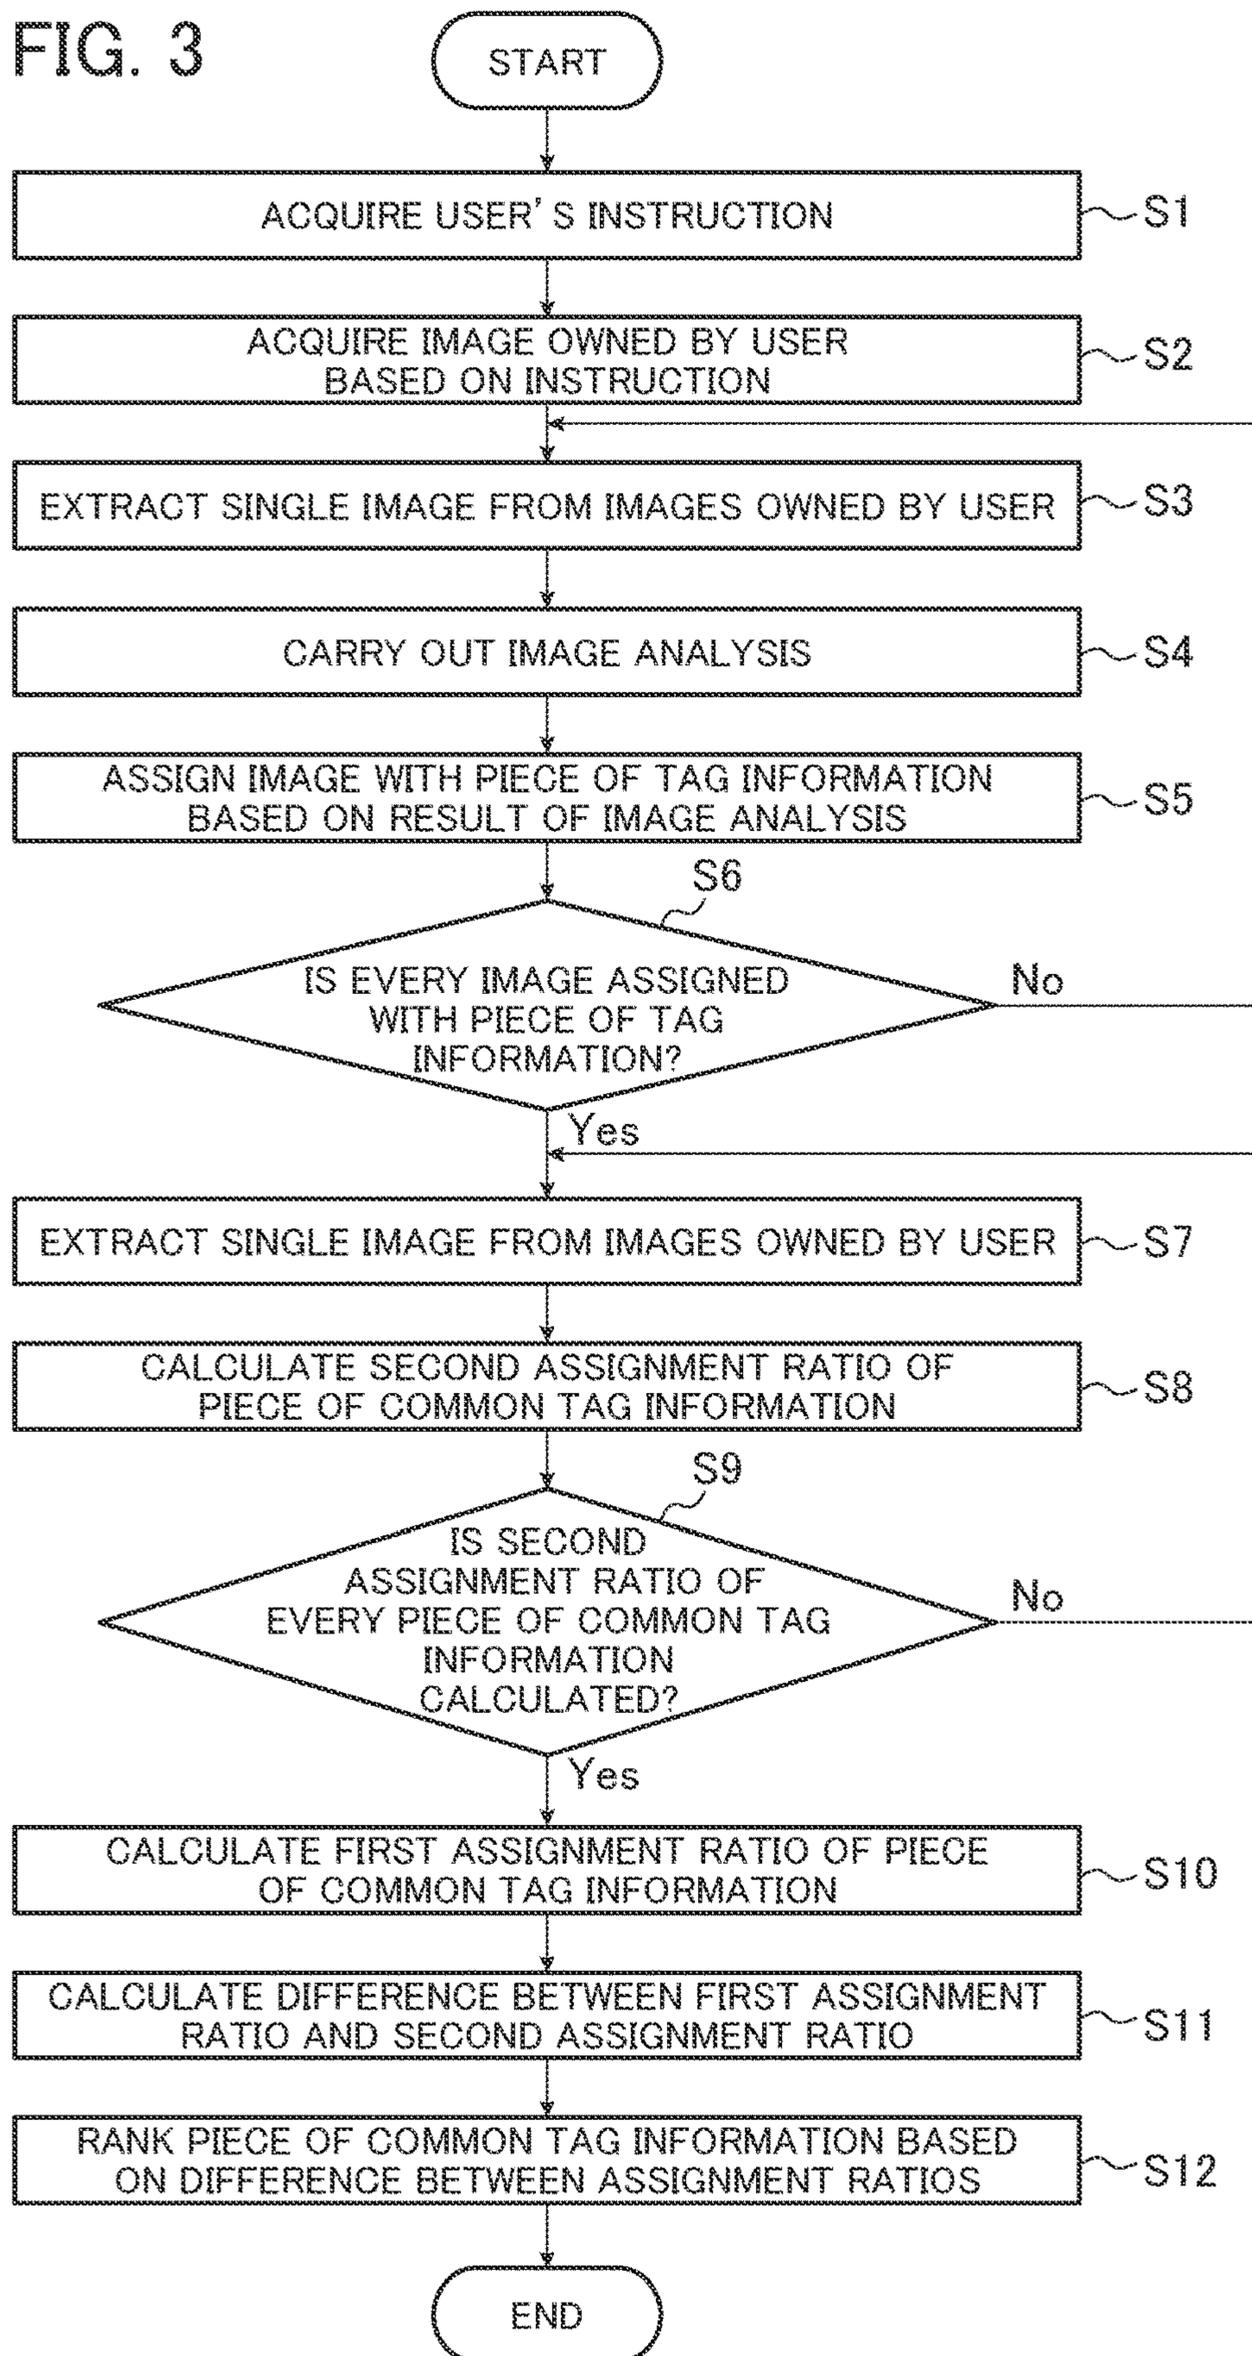 FIG. 3
START
ACQUIRE USER'S INSTRUCTION
S1
ACQUIRE IMAGE OWNED BY USER
BASED ON INSTRUCTION
S2
EXTRACT SINGLE IMAGE FROM IMAGES OWNED BY USER
S3
CARRY OUT IMAGE ANALYSIS
S4
ASSIGN IMAGE WITH PIECE OF TAG INFORMATION
BASED ON RESULT OF IMAGE ANALYSIS
S5
S6
IS EVERY IMAGE ASSIGNED
WITH PIECE OF TAG
INFORMATION?
No
Yes
EXTRACT SINGLE IMAGE FROM IMAGES OWNED BY USER
S7
CALCULATE SECOND ASSIGNMENT RATIO OF
PIECE OF COMMON TAG INFORMATION
S8
S9
IS SECOND
ASSIGNMENT RATIO OF
EVERY PIECE OF COMMON TAG
INFORMATION
CALCULATED?
No
Yes
CALCULATE FIRST ASSIGNMENT RATIO OF PIECE
OF COMMON TAG INFORMATION
S10
CALCULATE DIFFERENCE BETWEEN FIRST ASSIGNMENT
RATIO AND SECOND ASSIGNMENT RATIO
S11
RANK PIECE OF COMMON TAG INFORMATION BASED
ON DIFFERENCE BETWEEN ASSIGNMENT RATIOS
S12
END